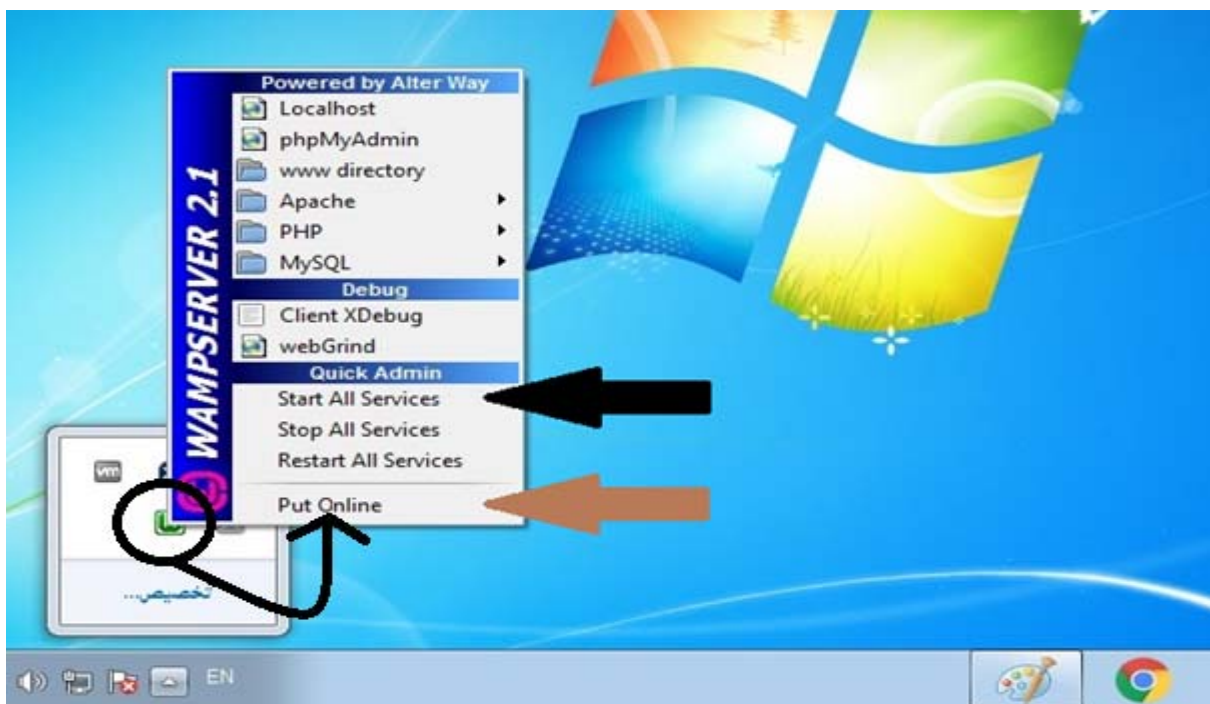 Powered by Alter Way
Localhost
phpMyAdmin
www directory
Apache
PHP
MySQL
Debug
Client XDebug
webGrind
Quick Admin
Start All Services
Stop All Services
Restart All Services
Put Online
WAMPSERVER 2.1
vm
تخصيص...
EN